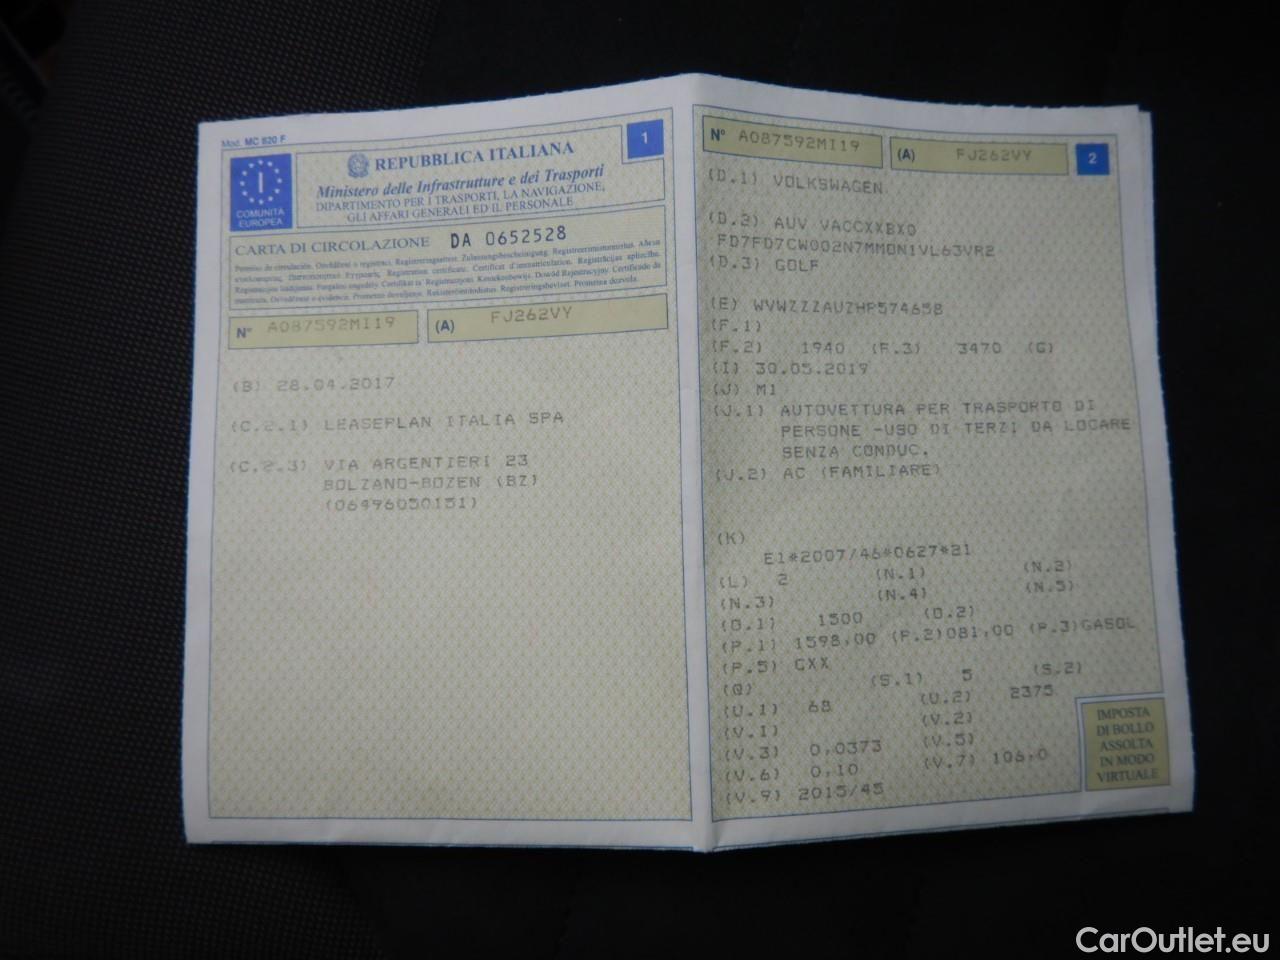 Mod. MC 820 F
COMUNITÀ
EUROPEA
REPUBBLICA ITALIANA
1
Ministero delle Infrastrutture e dei Trasporti
DIPARTIMENTO PER I TRASPORTI, LA NAVIGAZIONE,
GLI AFFARI GENERALI ED IL PERSONALE
CARTA DI CIRCOLAZIONE DA 0652528
N° A087592MI19 (A) FJ262VY
(B) 28.04.2017
(C.2.1) LEASEPLAN ITALIA SPA
(C.2.3) VIA ARGENTIERI 23
BOLZANO-BOZEN (BZ)
(06496050151)
N° A087592MI19 (A) FJ262VY 2
(D.1) VOLKSWAGEN
(D.2) AUV VACCXXBX0
FD7FD7CW002N7MMON1VL63VR2
(D.3) GOLF
(E) WVWZZZAUZHP574658
(F.1)
(F.2) 1940 (F.3) 3470 (G)
(I) 30.05.2019
(J) M1
(J.1) AUTOVETTURA PER TRASPORTO DI
PERSONE -USO DI TERZI DA LOCARE
SENZA CONDUC.
(J.2) AC (FAMILIARE)
(K)
E1*2007/46*0627*21
(L) 2 (N.1) (N.2)
(N.3) (N.4) (N.5)
(O.1) 1500 (O.2)
(P.1) 1598,00 (P.2)081,00 (P.3)GASOL
(P.5) CXX
(Q) (S.1) 5 (S.2)
(U.1) 68 (U.2) 2375
(V.1) (V.2)
(V.3) 0,0373 (V.5)
(V.6) 0,10 (V.7) 106,0
(V.9) 2015/45
IMPOSTA
DI BOLLO
ASSOLTA
IN MODO
VIRTUALE
CarOutlet.eu